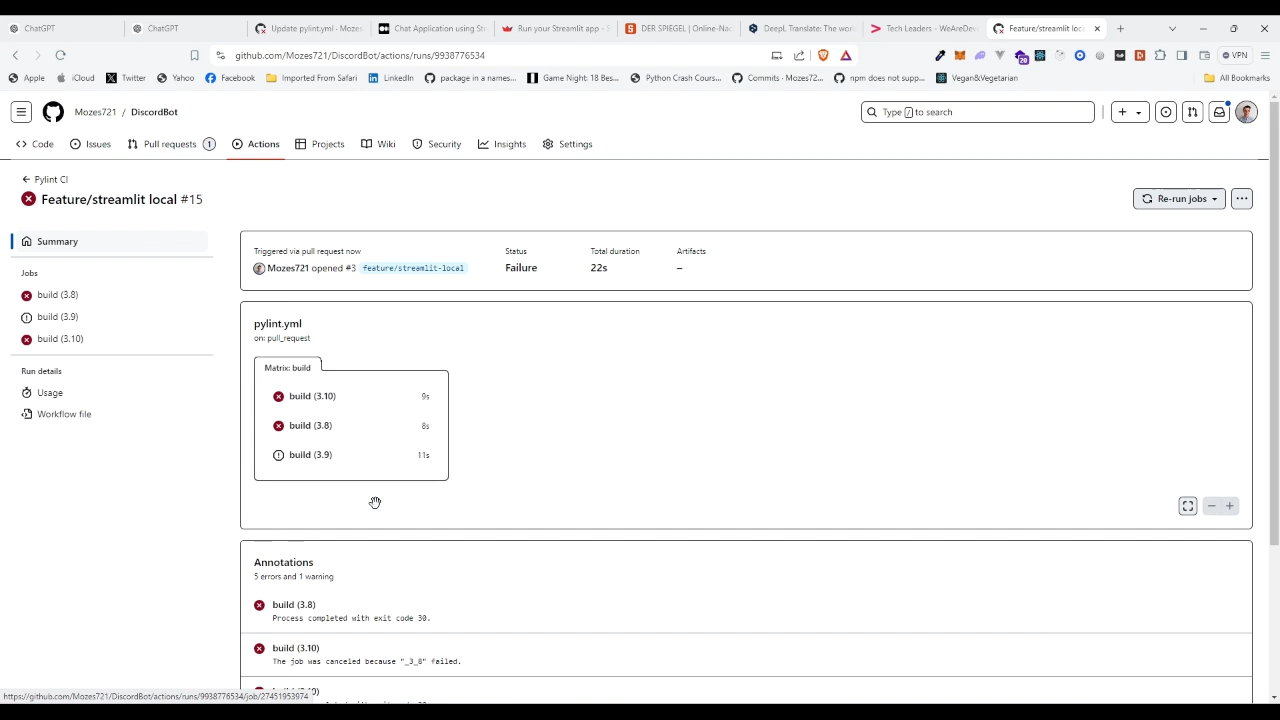 ChatGPT
ChatGPT
Update pylint.yml · Mozes
Chat Application using Str
Run your Streamlit app - S
DER SPIEGEL | Online-Nac
DeepL Translate: The worl
Tech Leaders - WeAreDev
Feature/streamlit loca
github.com/Mozes721/DiscordBot/actions/runs/9938776534
20
VPN
Apple
iCloud
Twitter
Yahoo
Facebook
Imported From Safari
LinkedIn
package in a names...
Game Night: 18 Bes...
Python Crash Cours...
Commits · Mozes72...
npm does not supp...
Vegan&Vegetarian
All Bookmarks
Mozes721 / DiscordBot
Type / to search
Code
Issues
Pull requests 1
Actions
Projects
Wiki
Security
Insights
Settings
Pylint CI
Feature/streamlit local #15
Re-run jobs
Summary
Jobs
build (3.8)
build (3.9)
build (3.10)
Run details
Usage
Workflow file
Triggered via pull request now
Mozes721 opened #3 feature/streamlit-local
Status
Failure
Total duration
22s
Artifacts
–
pylint.yml
on: pull_request
Matrix: build
build (3.10) 9s
build (3.8) 8s
build (3.9) 11s
Annotations
5 errors and 1 warning
build (3.8)
Process completed with exit code 30.
build (3.10)
The job was canceled because "_3_8" failed.
https://github.com/Mozes721/DiscordBot/actions/runs/9938776534/job/27451953974